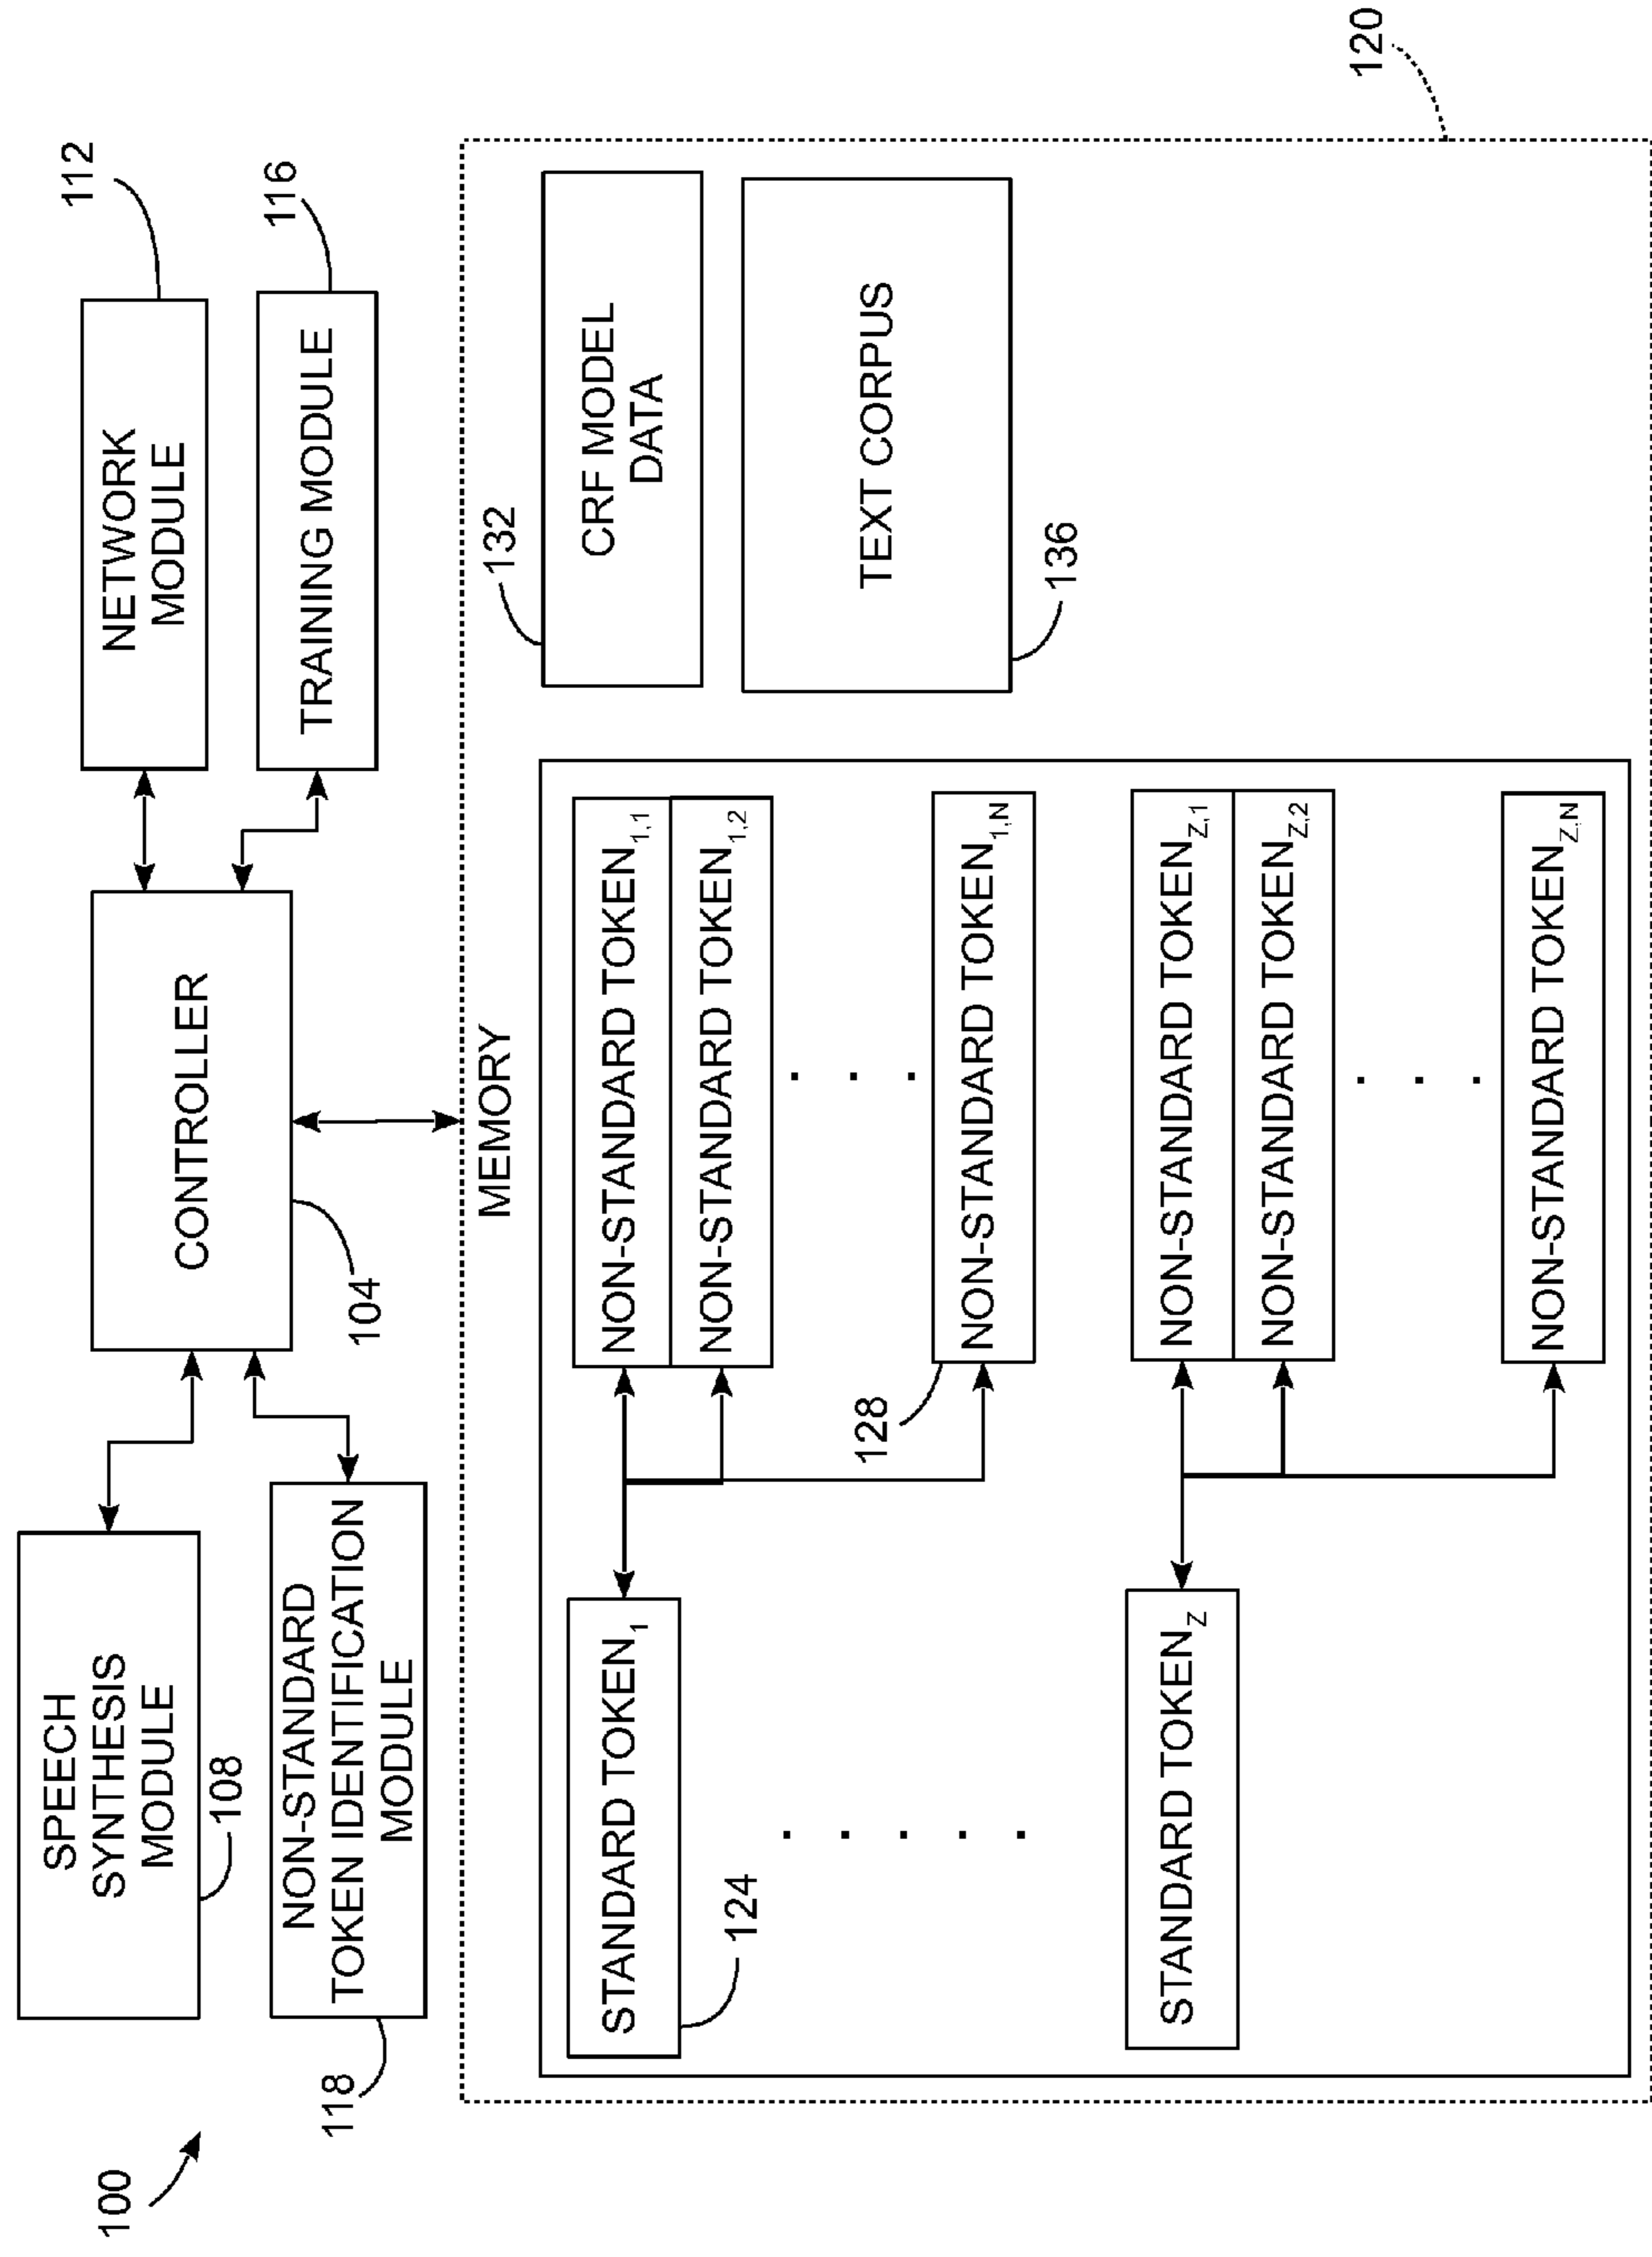 100
SPEECH
SYNTHESIS
MODULE
108
NON-STANDARD
TOKEN IDENTIFICATION
MODULE
118
CONTROLLER
104
NETWORK
MODULE
112
TRAINING MODULE
116
MEMORY
120
STANDARD TOKEN1
124
STANDARD TOKENZ
NON-STANDARD TOKEN1,1
NON-STANDARD TOKEN1,2
NON-STANDARD TOKEN1,N
128
NON-STANDARD TOKENZ,1
NON-STANDARD TOKENZ,2
NON-STANDARD TOKENZ,N
132
CRF MODEL
DATA
TEXT CORPUS
136